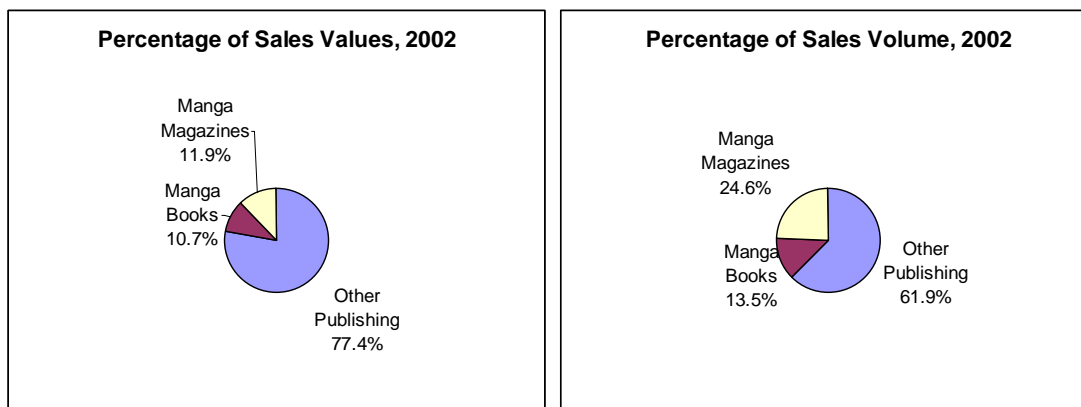 Percentage of Sales Values, 2002
Manga
Magazines
11.9%
Manga
Books
10.7%
Other
Publishing
77.4%
Percentage of Sales Volume, 2002
Manga
Magazines
24.6%
Manga
Books
13.5%
Other
Publishing
61.9%